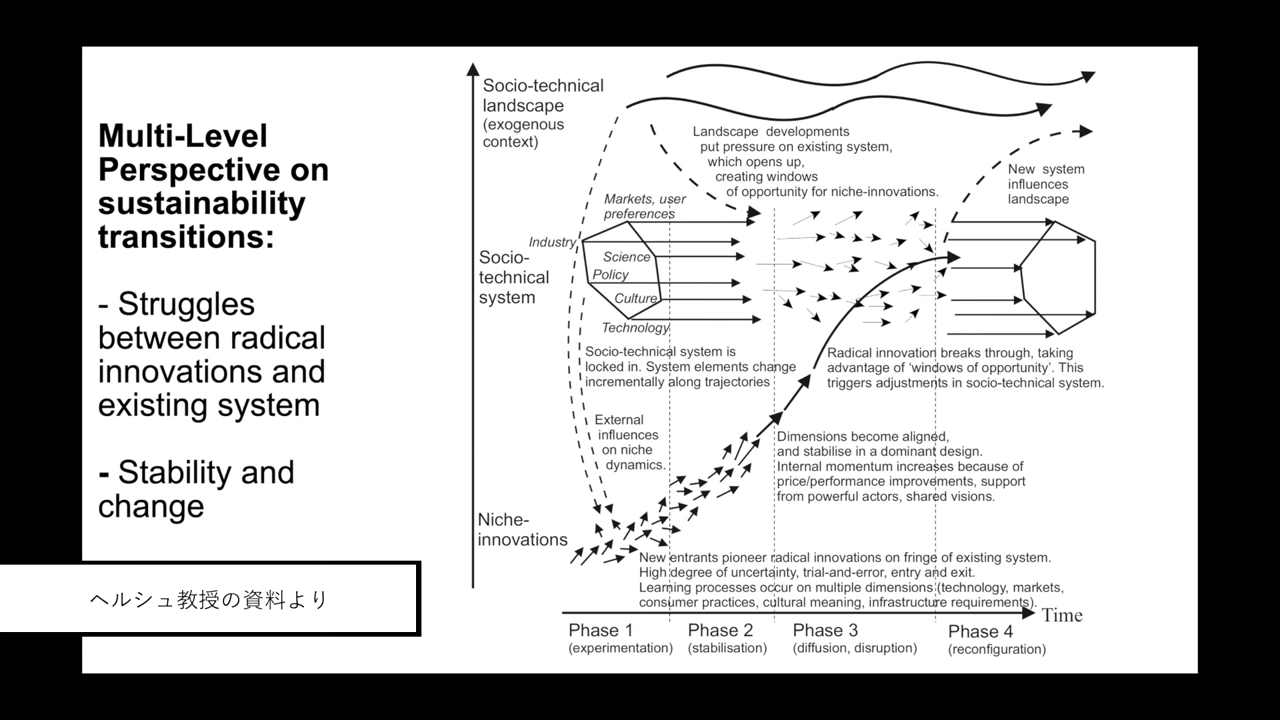 Multi-Level
Perspective on
sustainability
transitions:
- Struggles
between radical
innovations and
existing system
- Stability and
change
ヘルシュ教授の資料より
Socio-technical
landscape
(exogenous
context)
Landscape developments
put pressure on existing system,
which opens up,
creating windows
of opportunity for niche-innovations.
New system
influences
landscape
Markets, user
preferences
Industry
Science
Policy
Culture
Technology
Socio-
technical
system
Socio-technical system is
locked in. System elements change
incrementally along trajectories
Radical innovation breaks through, taking
advantage of ‘windows of opportunity’. This
triggers adjustments in socio-technical system.
External
influences
on niche
dynamics.
Dimensions become aligned,
and stabilise in a dominant design.
Internal momentum increases because of
price/performance improvements, support
from powerful actors, shared visions.
Niche-
innovations
New entrants pioneer radical innovations on fringe of existing system.
High degree of uncertainty, trial-and-error, entry and exit.
Learning processes occur on multiple dimensions (technology, markets,
consumer practices, cultural meaning, infrastructure requirements).
Time
Phase 1
(experimentation)
Phase 2
(stabilisation)
Phase 3
(diffusion, disruption)
Phase 4
(reconfiguration)